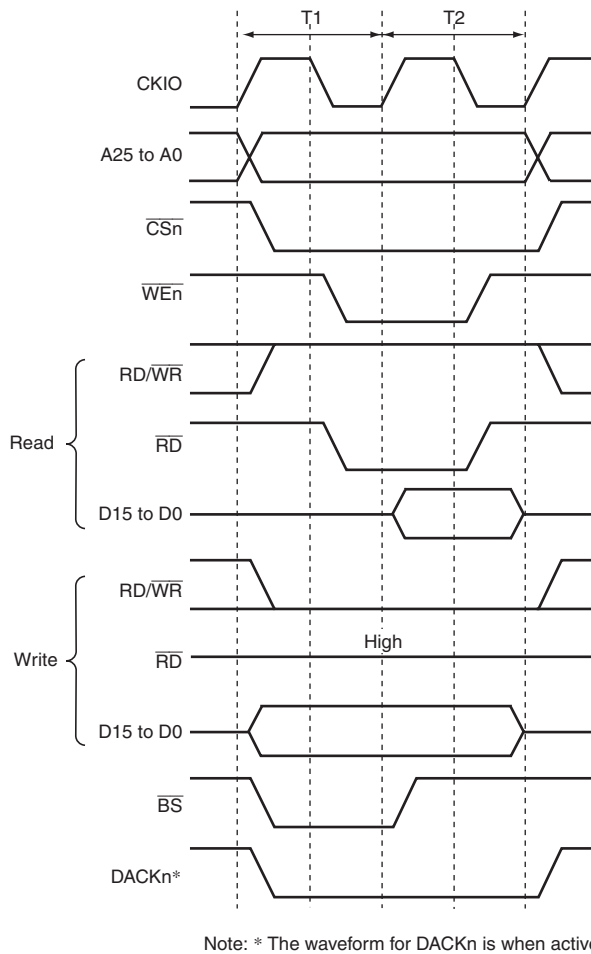 T1 T2
CKIO
A25 to A0
CSn
WEn
RD/WR
Read
RD
D15 to D0
RD/WR
High
Write
RD
D15 to D0
BS
DACKn*
Note: * The waveform for DACKn is when active